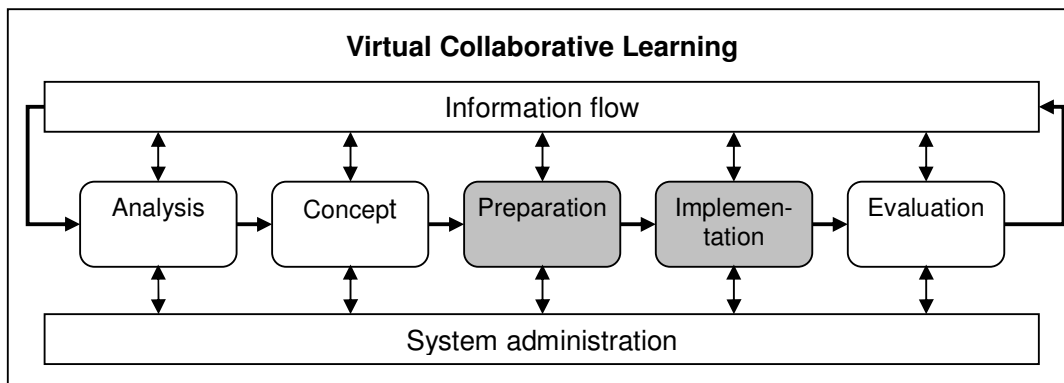 Virtual Collaborative Learning
Information flow
Analysis
Concept
Preparation
Implemen-
tation
Evaluation
System administration